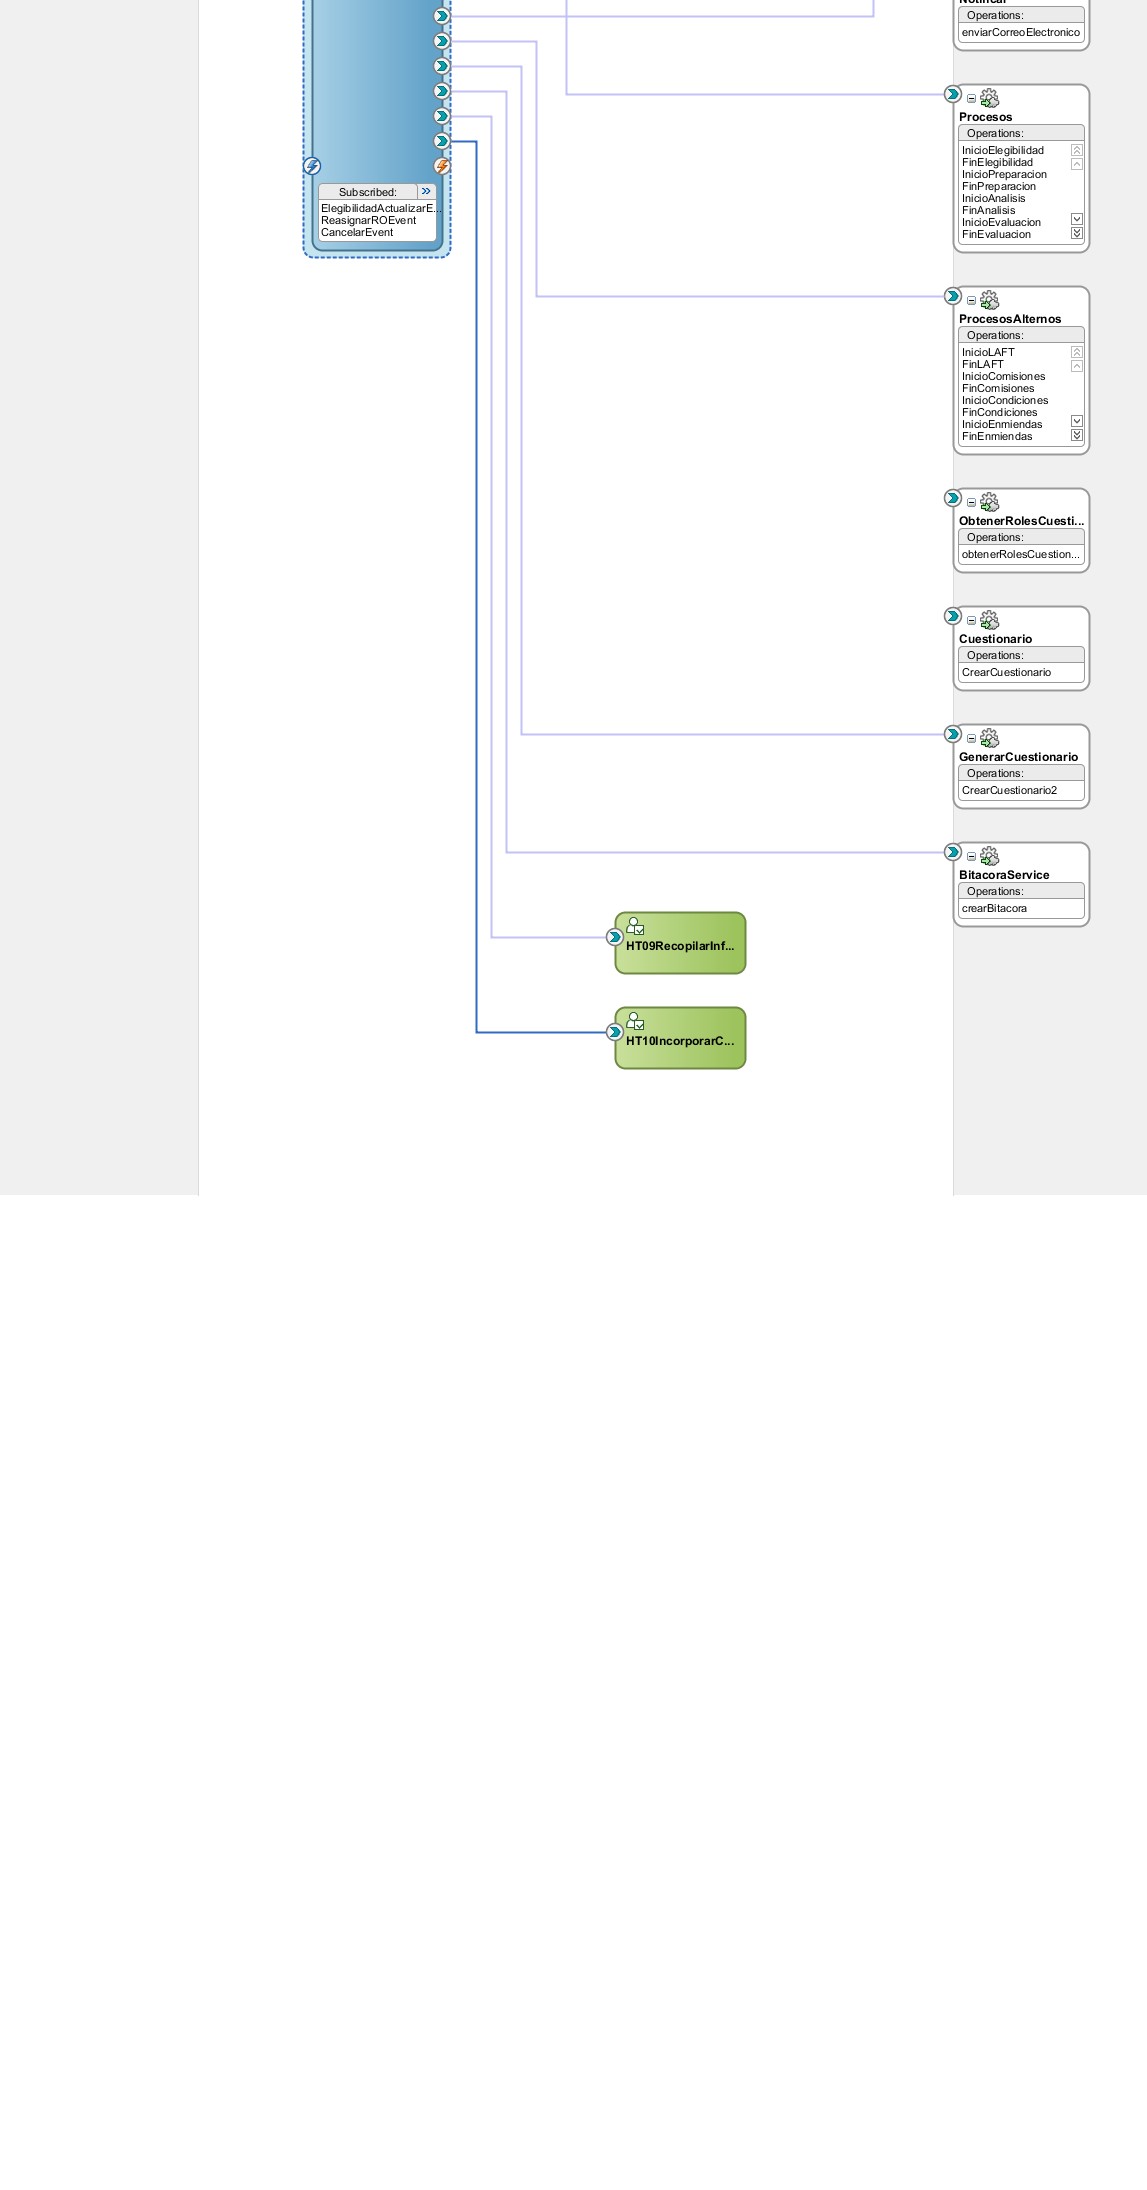 Operations:
enviarCorreoElectronico
Procesos
Operations:
InicioElegibilidad
FinElegibilidad
InicioPreparacion
FinPreparacion
InicioAnalisis
FinAnalisis
InicioEvaluacion
FinEvaluacion
Subscribed:
ElegibilidadActualizarE...
ReasignarROEvent
CancelarEvent
ProcesosAlternos
Operations:
InicioLAFT
FinLAFT
InicioComisiones
FinComisiones
InicioCondiciones
FinCondiciones
InicioEnmiendas
FinEnmiendas
ObtenerRolesCuesti...
Operations:
obtenerRolesCuestion...
Cuestionario
Operations:
CrearCuestionario
GenerarCuestionario
Operations:
CrearCuestionario2
BitacoraService
Operations:
crearBitacora
HT09RecopilarInf...
HT10IncorporarC...